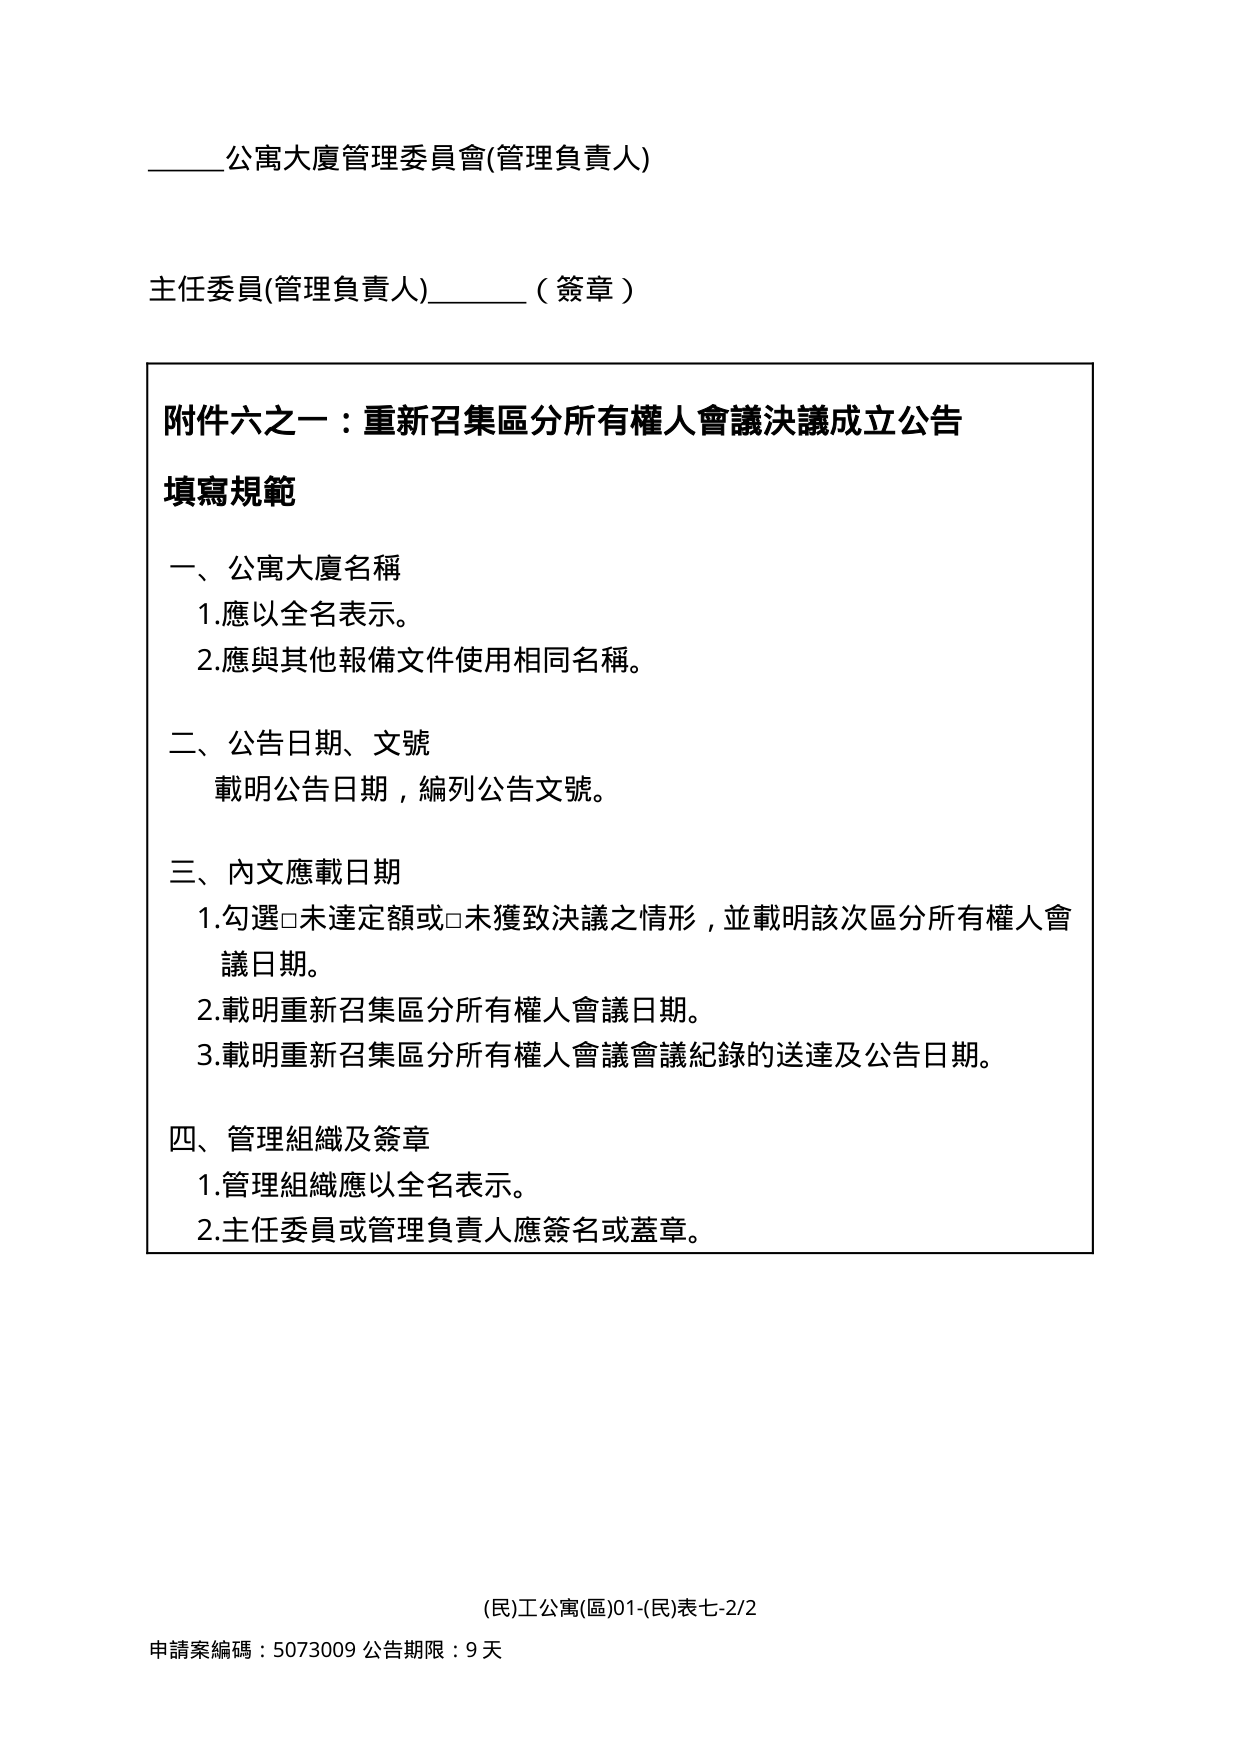 _____公寓大廈管理委員會(管理負責人)
主任委員(管理負責人)______（簽章）
附件六之一：重新召集區分所有權人會議決議成立公告
填寫規範
一、公寓大廈名稱
1.應以全名表示。
2.應與其他報備文件使用相同名稱。
二、公告日期、文號
載明公告日期，編列公告文號。
三、內文應載日期
1.勾選□未達定額或□未獲致決議之情形，並載明該次區分所有權人會
議日期。
2.載明重新召集區分所有權人會議日期。
3.載明重新召集區分所有權人會議會議紀錄的送達及公告日期。
四、管理組織及簽章
1.管理組織應以全名表示。
2.主任委員或管理負責人應簽名或蓋章。
(民)工公寓(區)01-(民)表七-2/2
申請案編碼：5073009 公告期限：9 天